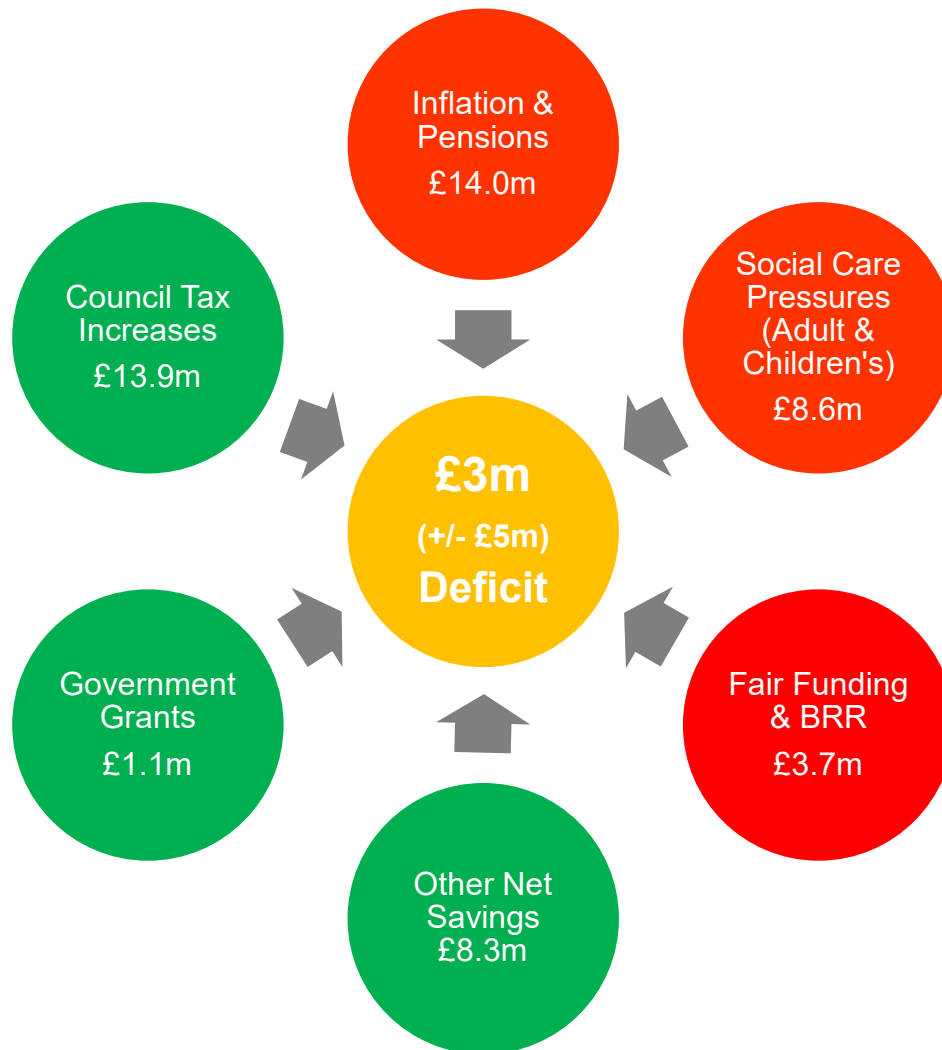 Inflation &
Pensions
£14.0m
Council Tax
Increases
£13.9m
Social Care
Pressures
(Adult &
Children's)
£8.6m
£3m
(+/- £5m)
Deficit
Government
Grants
£1.1m
Fair Funding
& BRR
£3.7m
Other Net
Savings
£8.3m